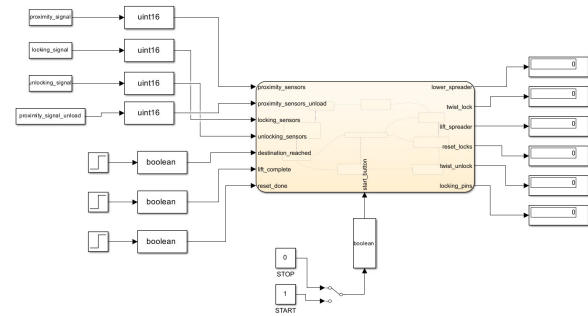 proximity_signal
uint16
locking_signal
uint16
unlocking_signal
uint16
proximity_signal_unload
uint16
boolean
boolean
boolean
proximity_sensors
proximity_sensors_unload
locking_sensors
unlocking_sensors
destination_reached
lift_complete
reset_done
start_button
lower_spreader
twist_lock
lift_spreader
reset_locks
twist_unlock
locking_pins
0
0
0
0
0
0
boolean
0
STOP
1
START